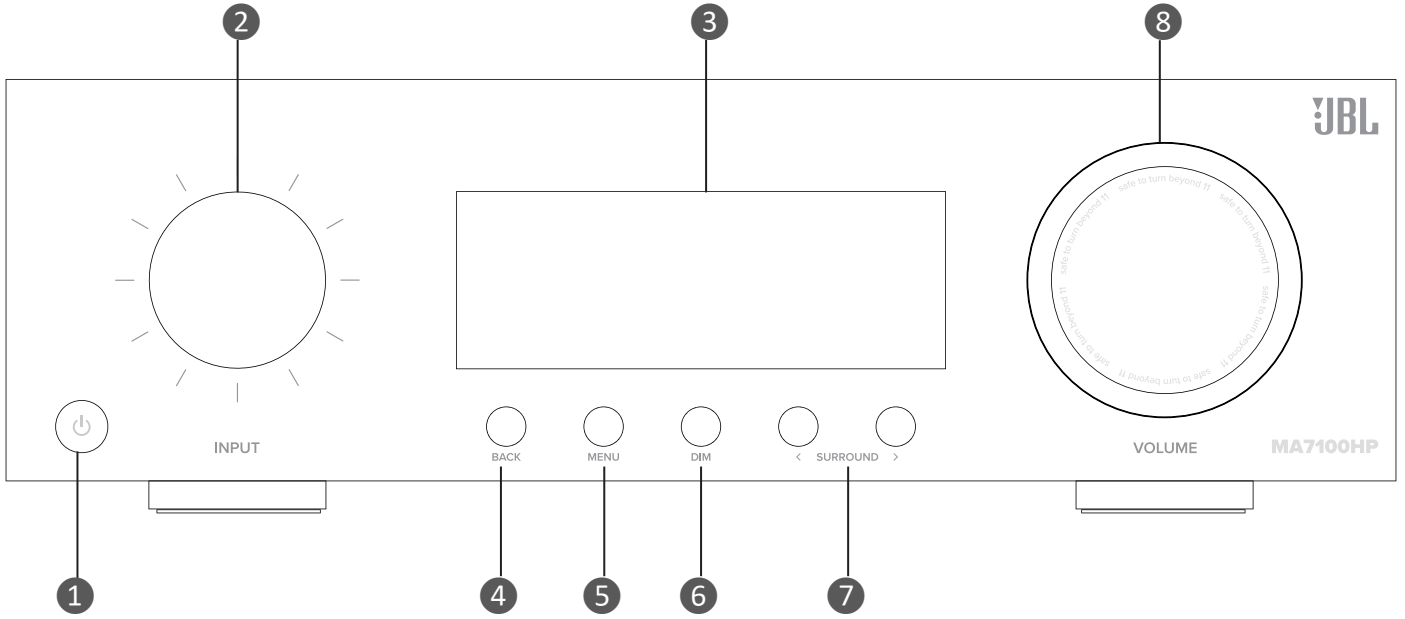 2 3 8
JBL
safe to turn beyond 11 safe to turn beyond 11 safe to turn beyond 11 safe to turn beyond 11 safe to turn beyond 11 safe to turn beyond 11 safe to turn beyond 11 safe to turn beyond 11
INPUT
VOLUME
MA7100HP
BACK
MENU
DIM
< SURROUND >
1 4 5 6 7